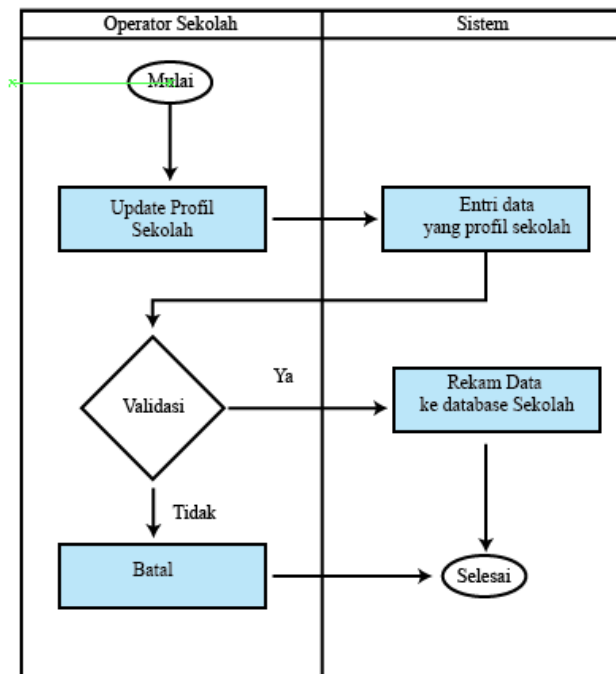 Operator Sekolah
Sistem
Mulai
Update Profil
Sekolah
Entri data
yang profil sekolah
Validasi
Ya
Rekam Data
ke database Sekolah
Tidak
Batal
Selesai